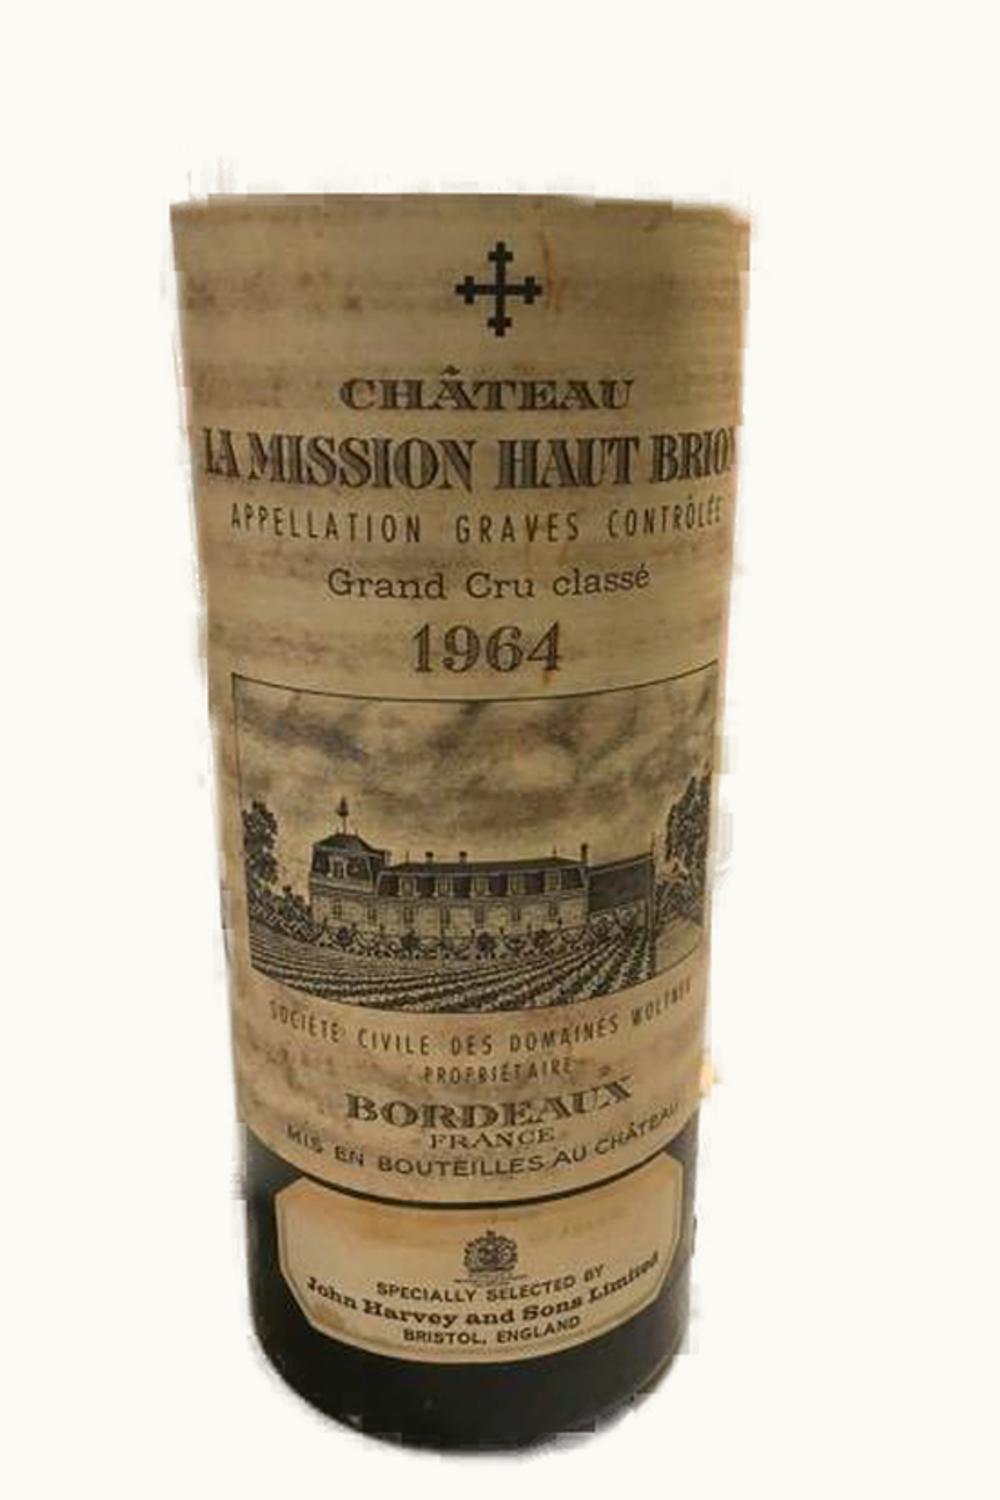 CHÂTEAU
LA MISSION HAUT BRION
APPELLATION GRAVES CONTRÔLÉE
Grand Cru classé
1964
SOCIÉTÉ CIVILE DES DOMAINES WOLTNER
PROPRIÉTAIRE
BORDEAUX
FRANCE
MIS EN BOUTEILLES AU CHÂTEAU
SPECIALLY SELECTED BY
John Harvey and Sons Limited
BRISTOL, ENGLAND